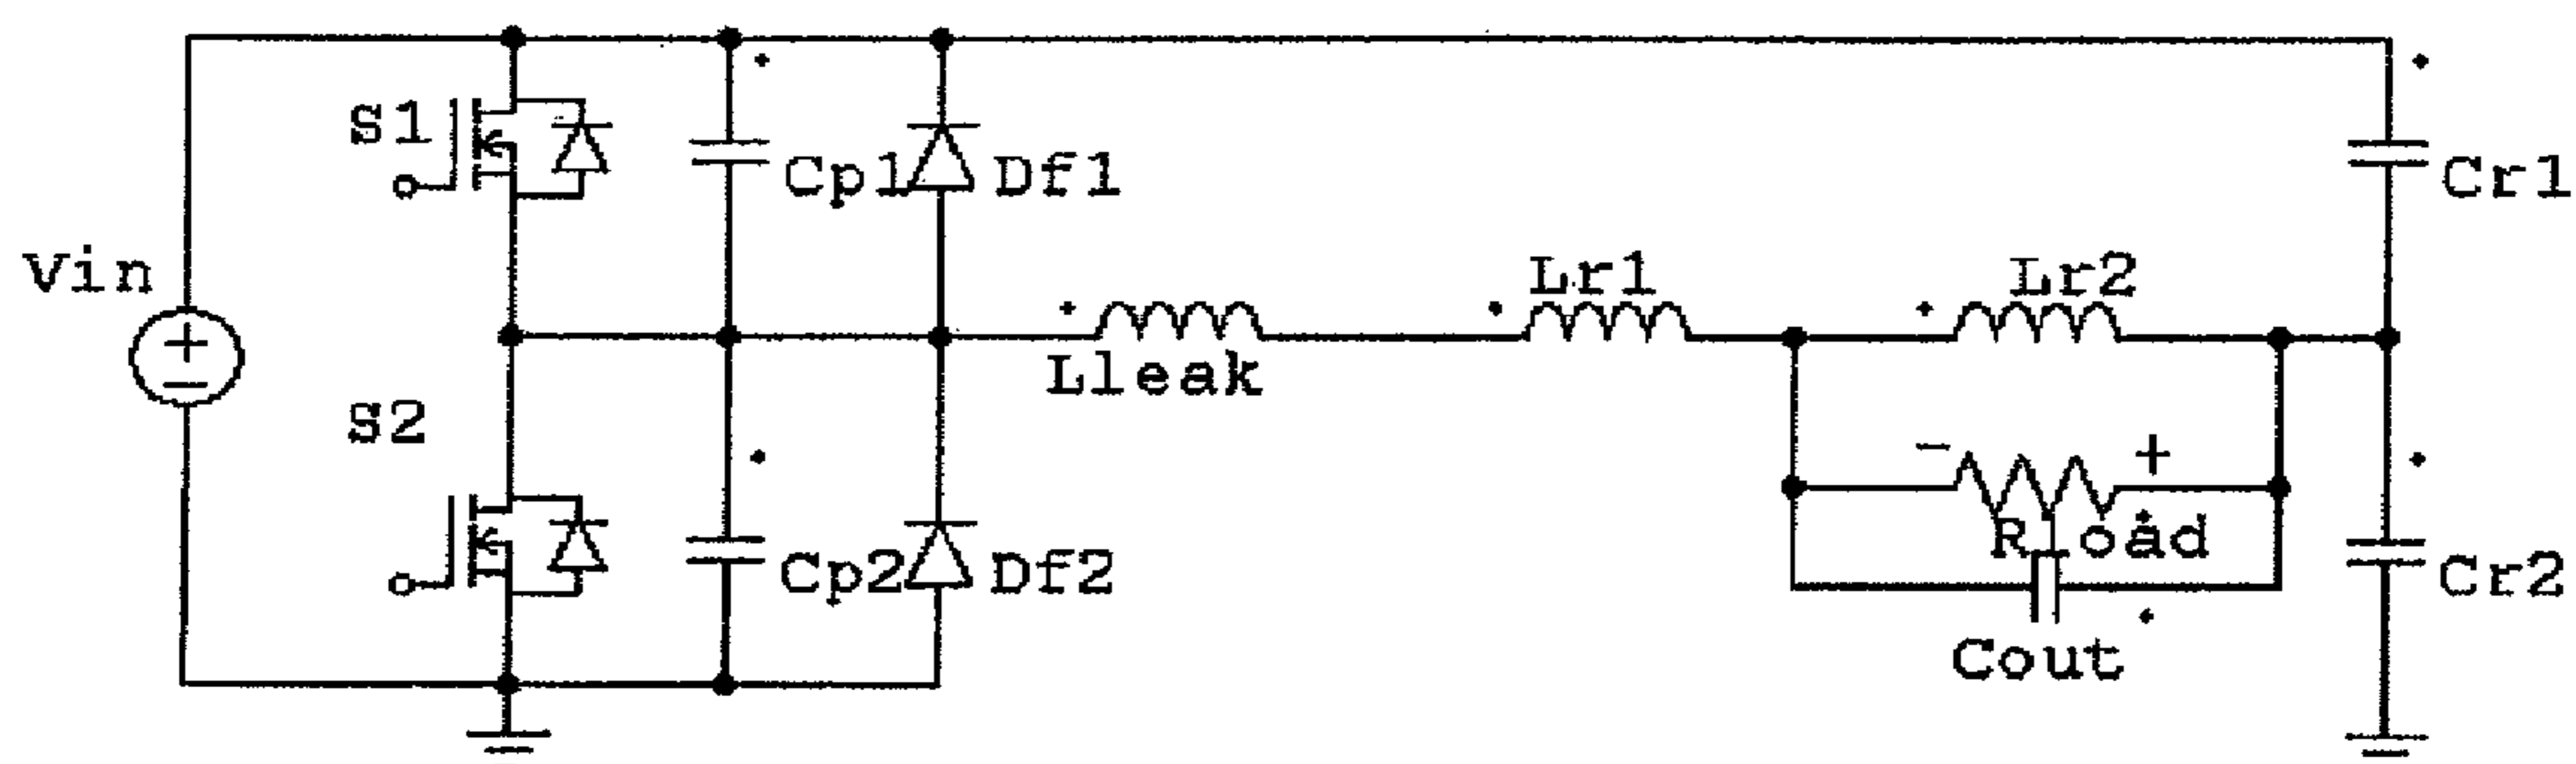 S1
Cp1
Df1
Cr1
Vin
+
−
Lr1
Lr2
Lleak
S2
−
+
Rload
Cp2
Df2
Cr2
Cout